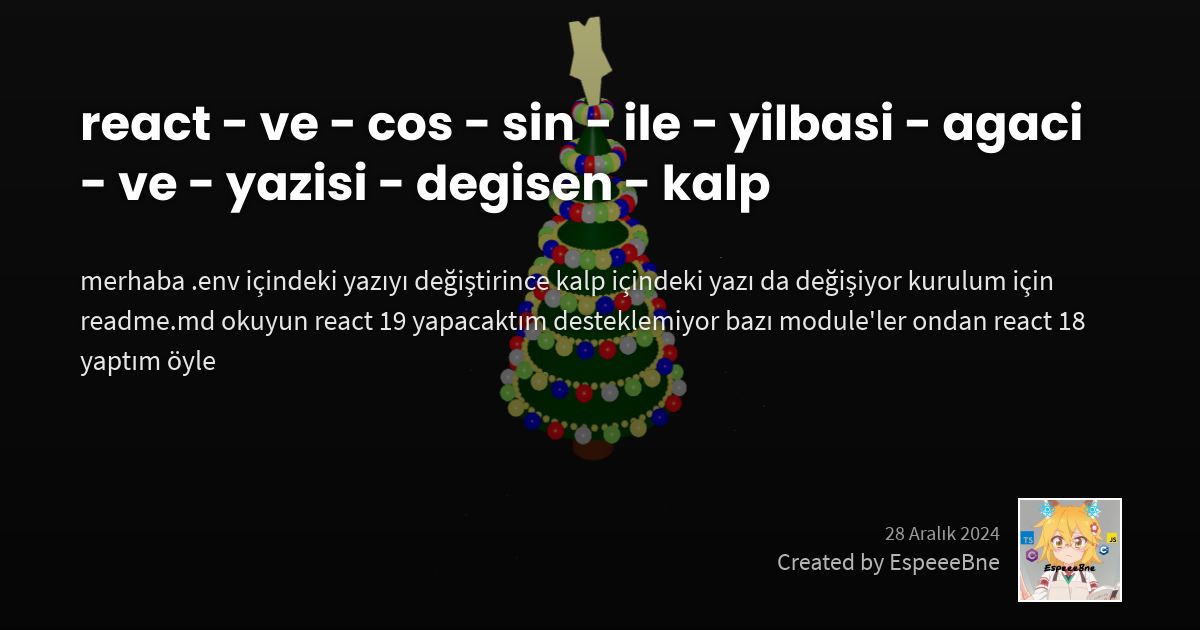 react - ve - cos - sin - ile - yilbasi - agaci
- ve - yazisi - degisen - kalp
merhaba .env içindeki yazıyı değiştirince kalp içindeki yazı da değişiyor kurulum için
readme.md okuyun react 19 yapacaktım desteklemiyor bazı module'ler ondan react 18
yaptım öyle
28 Aralık 2024
Created by EspeeeBne
TS
JS
C
C
EspeeeBne